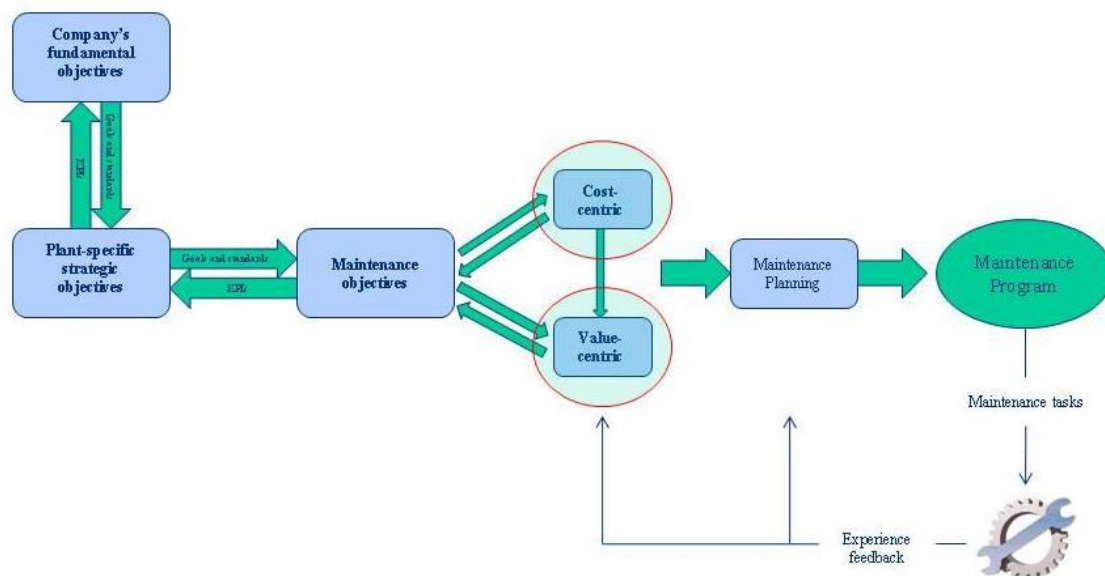 Company's
fundamental
objectives
KPIs
Goals and standards
Plant-specific
strategic
objectives
Goals and standards
KPIs
Maintenance
objectives
Cost-
centric
Value-
centric
Maintenance
Planning
Maintenance
Program
Maintenance tasks
Experience
feedback